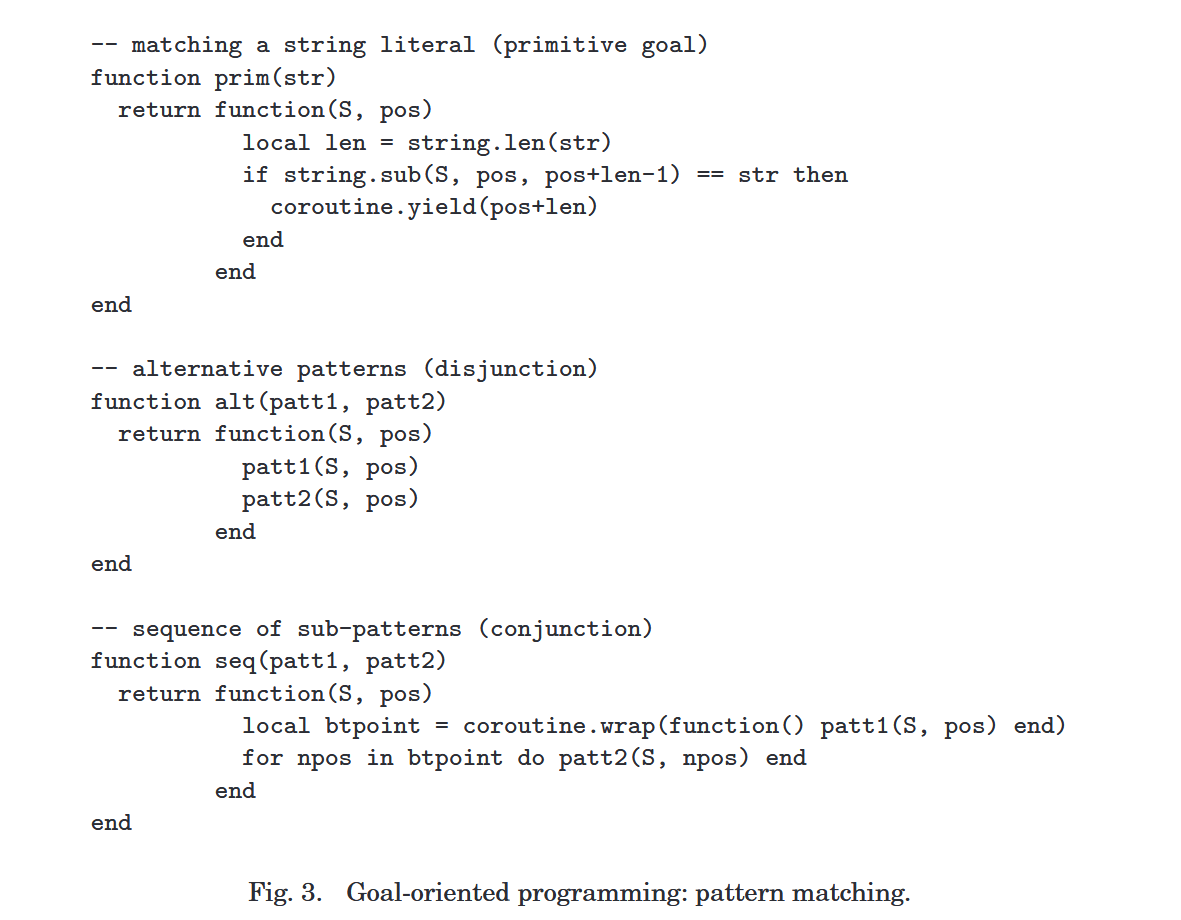 -- matching a string literal (primitive goal)
function prim(str)
  return function(S, pos)
           local len = string.len(str)
           if string.sub(S, pos, pos+len-1) == str then
             coroutine.yield(pos+len)
           end
         end
end

-- alternative patterns (disjunction)
function alt(patt1, patt2)
  return function(S, pos)
           patt1(S, pos)
           patt2(S, pos)
         end
end

-- sequence of sub-patterns (conjunction)
function seq(patt1, patt2)
  return function(S, pos)
           local btpoint = coroutine.wrap(function() patt1(S, pos) end)
           for npos in btpoint do patt2(S, npos) end
         end
end

Fig. 3. Goal-oriented programming: pattern matching.